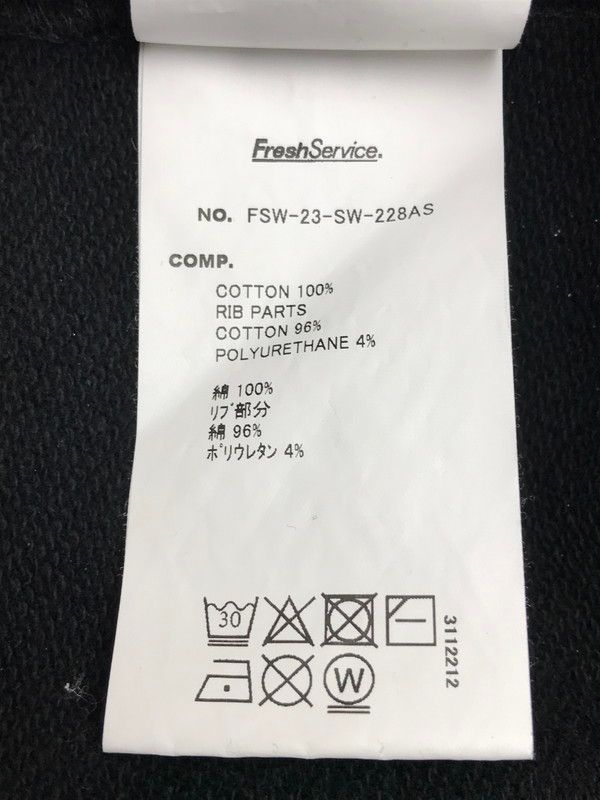 FreshService.
NO. FSW-23-SW-228AS
COMP.
COTTON 100%
RIB PARTS
COTTON 96%
POLYURETHANE 4%
綿 100%
リブ部分
綿 96%
ポリウレタン 4%
30
W
3112212